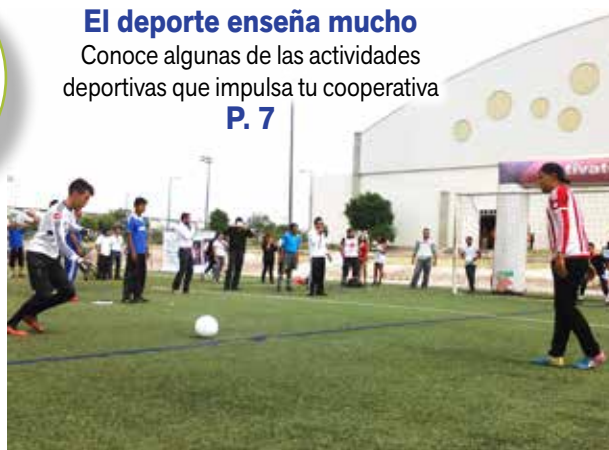 El deporte enseña mucho
Conoce algunas de las actividades
deportivas que impulsa tu cooperativa
P. 7